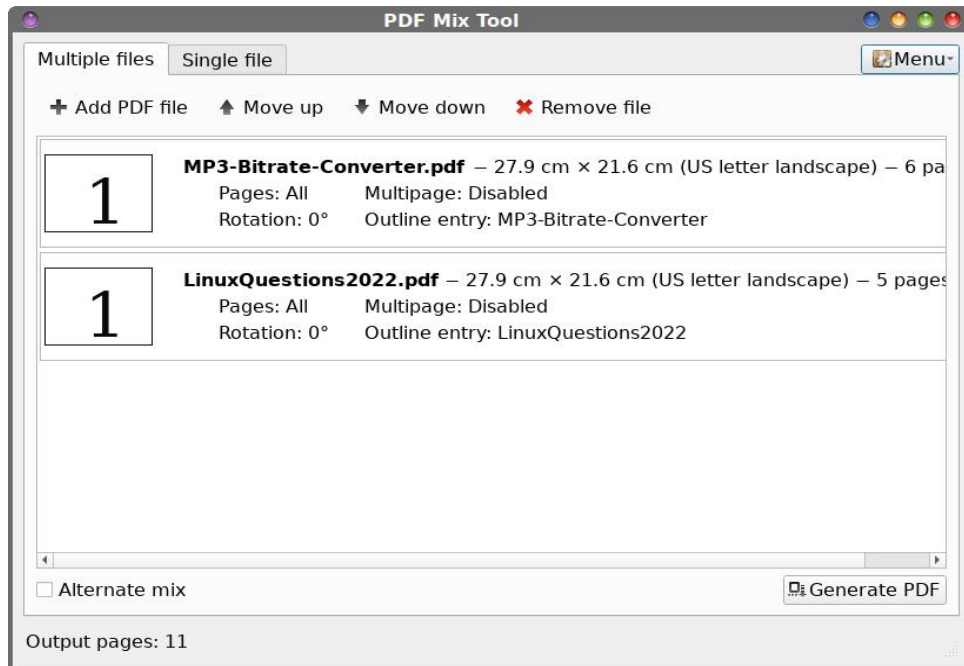 PDF Mix Tool
Multiple files Single file Menu
Add PDF file Move up Move down Remove file
1
MP3-Bitrate-Converter.pdf – 27.9 cm × 21.6 cm (US letter landscape) – 6 pa
Pages: All Multipage: Disabled
Rotation: 0° Outline entry: MP3-Bitrate-Converter
1
LinuxQuestions2022.pdf – 27.9 cm × 21.6 cm (US letter landscape) – 5 pages
Pages: All Multipage: Disabled
Rotation: 0° Outline entry: LinuxQuestions2022
Alternate mix Generate PDF
Output pages: 11